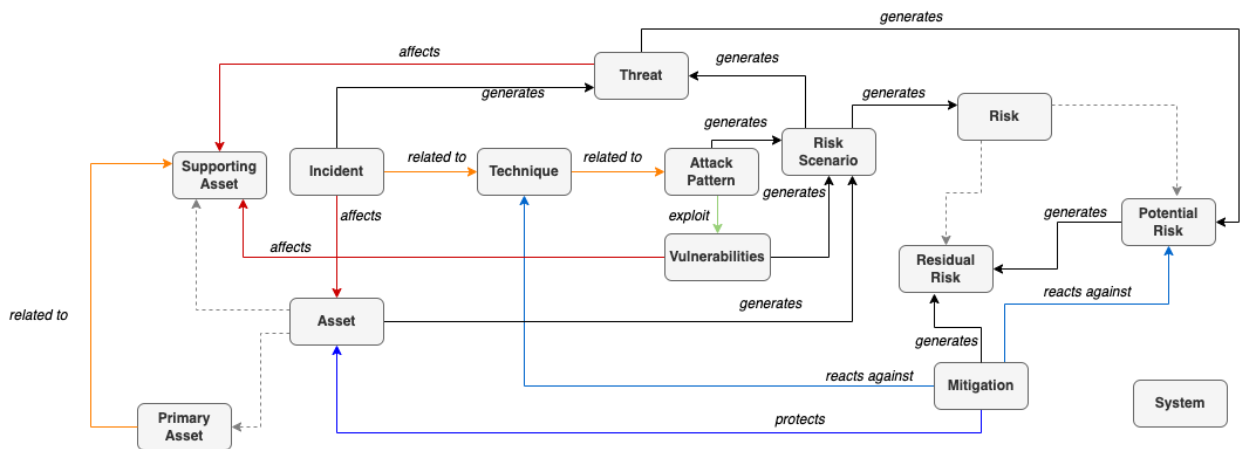 generates
affects
generates
Threat
generates
generates
Risk
generates
Risk
Scenario
Supporting
Asset
Incident
related to
Technique
related to
Attack
Pattern
generates
affects
exploit
generates
Potential
Risk
affects
Vulnerabilities
Residual
Risk
generates
reacts against
related to
Asset
generates
reacts against
Mitigation
System
Primary
Asset
protects